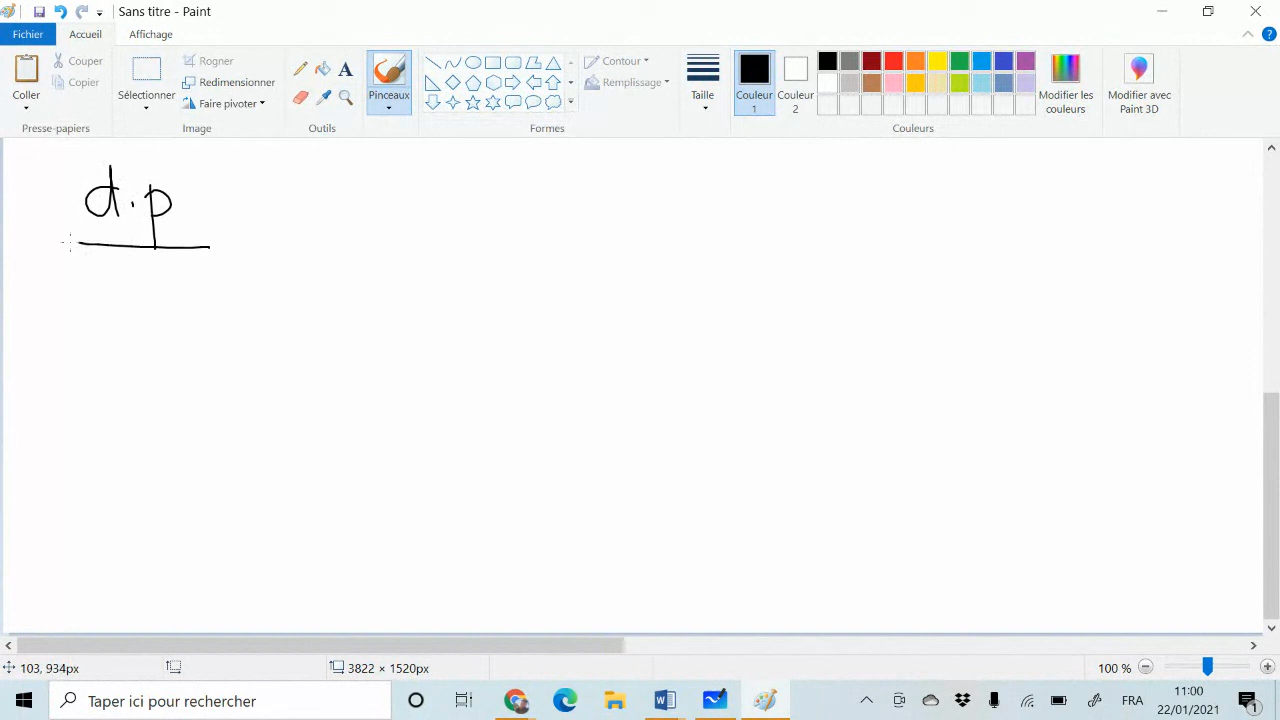 Sans titre - Paint
Fichier Accueil Affichage
Coller
Couper
Copier
Presse-papiers
Sélectionner
Rogner
Redimensionner
Faire pivoter
Image
A
Outils
Pinceaux
Contour
Remplissage
Formes
Taille
Couleur 1
Couleur 2
Modifier les couleurs
Couleurs
Modifier avec Paint 3D
d.p
103, 934px
3822 × 1520px
100 %
Taper ici pour rechercher
FRA
11:00
22/01/2021
1